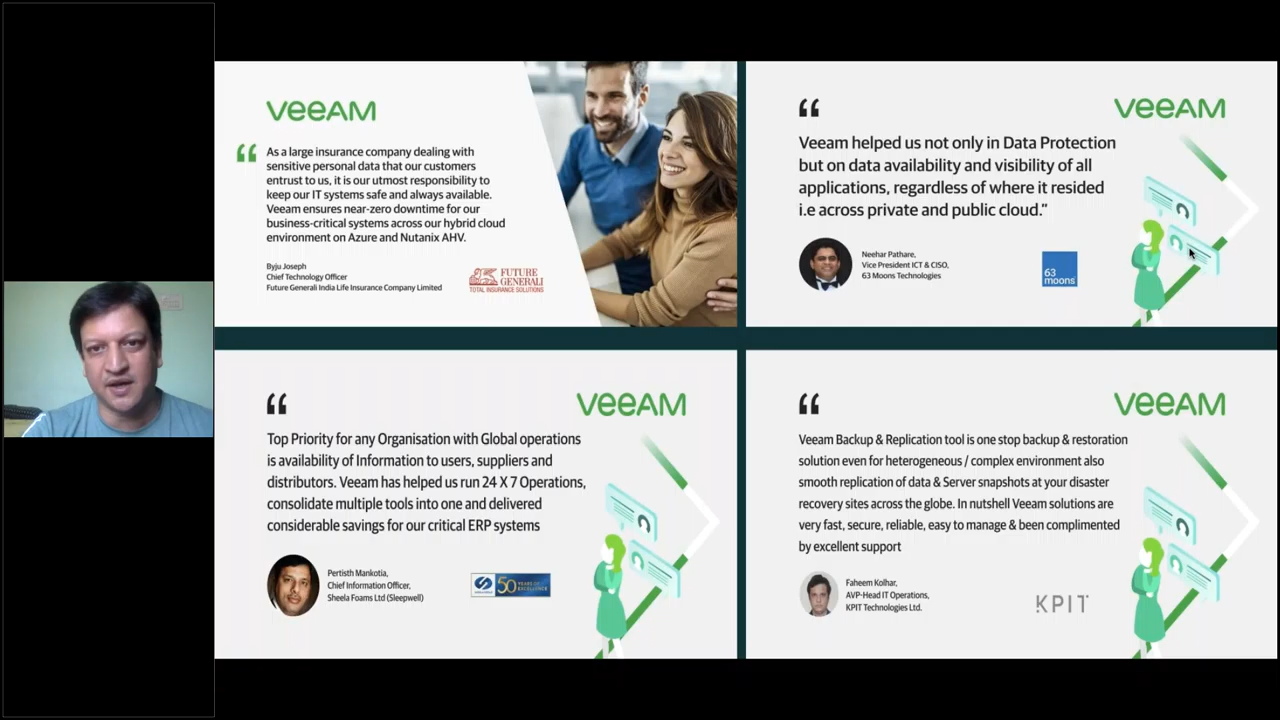 veeAM
“ As a large insurance company dealing with
sensitive personal data that our customers
entrust to us, it is our utmost responsibility to
keep our IT systems safe and always available.
Veeam ensures near-zero downtime for our
business-critical systems across our hybrid cloud
environment on Azure and Nutanix AHV.
Byju Joseph
Chief Technology Officer
Future Generali India Life Insurance Company Limited
FUTURE
GENERALI
TOTAL INSURANCE SOLUTIONS
“
veeAM
Veeam helped us not only in Data Protection
but on data availability and visibility of all
applications, regardless of where it resided
i.e across private and public cloud.”
Neehar Pathare,
Vice President ICT & CISO,
63 Moons Technologies
63
moons
“
veeAM
Top Priority for any Organisation with Global operations
is availability of Information to users, suppliers and
distributors. Veeam has helped us run 24 X 7 Operations,
consolidate multiple tools into one and delivered
considerable savings for our critical ERP systems
Pertisth Mankotia,
Chief Information Officer,
Sheela Foams Ltd (Sleepwell)
50 YEARS OF
EXCELLENCE
“
veeAM
Veeam Backup & Replication tool is one stop backup & restoration
solution even for heterogeneous / complex environment also
smooth replication of data & Server snapshots at your disaster
recovery sites across the globe. In nutshell Veeam solutions are
very fast, secure, reliable, easy to manage & been complimented
by excellent support
Faheem Kolhar,
AVP-Head IT Operations,
KPIT Technologies Ltd.
KPIT